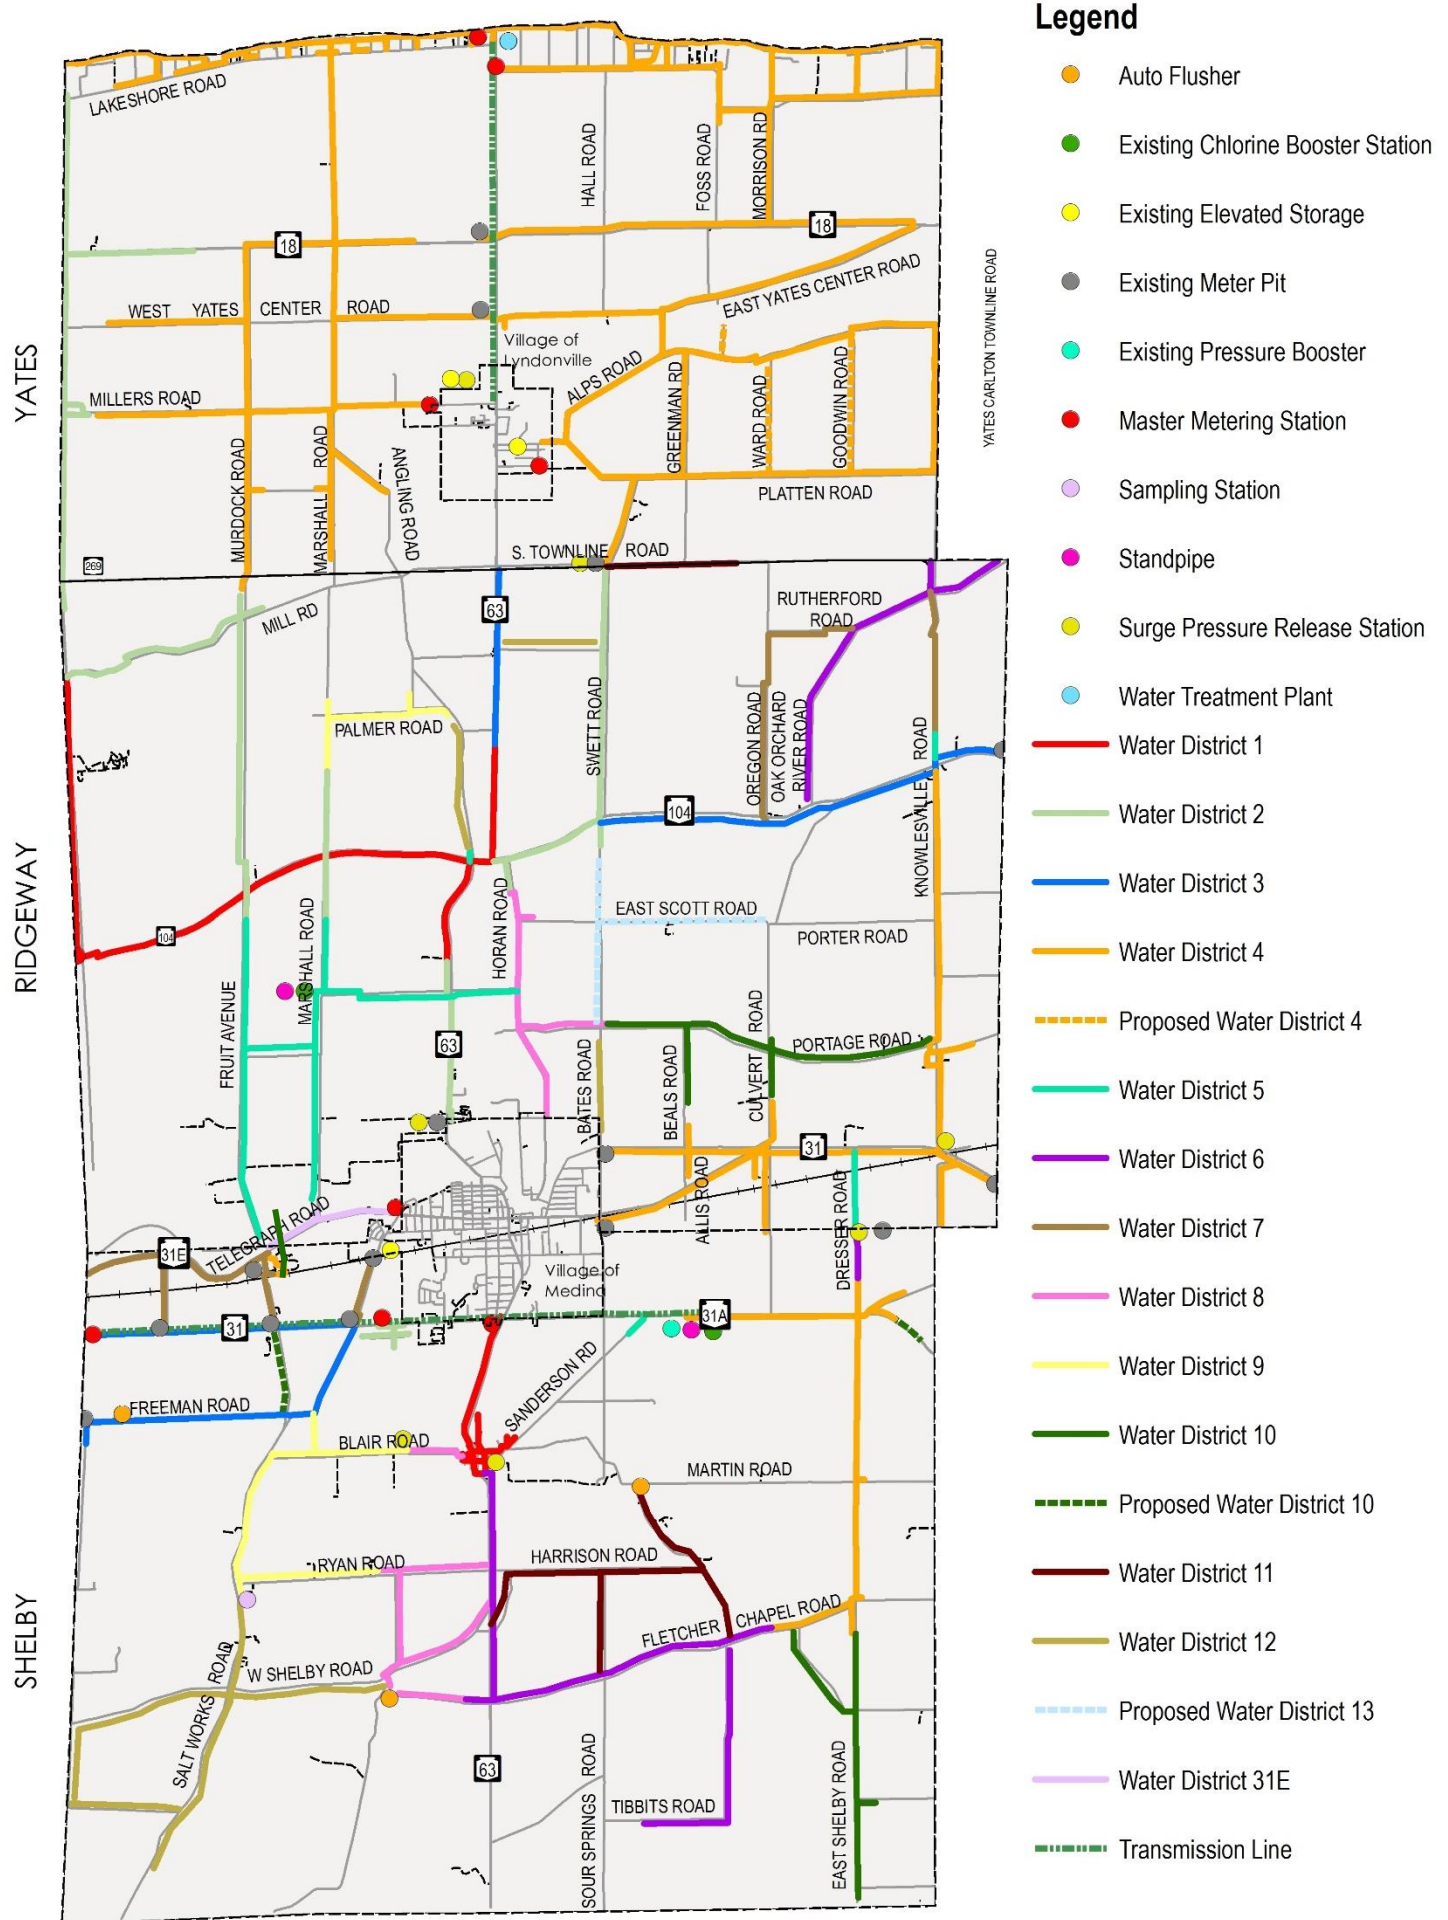 Legend
Auto Flusher
Existing Chlorine Booster Station
Existing Elevated Storage
Existing Meter Pit
Existing Pressure Booster
Master Metering Station
Sampling Station
Standpipe
Surge Pressure Release Station
Water Treatment Plant
Water District 1
Water District 2
Water District 3
Water District 4
Proposed Water District 4
Water District 5
Water District 6
Water District 7
Water District 8
Water District 9
Water District 10
Proposed Water District 10
Water District 11
Water District 12
Proposed Water District 13
Water District 31E
Transmission Line
YATES
RIDGEWAY
SHELBY
LAKESHORE ROAD
HALL ROAD
FOSS ROAD
MORRISON RD
18
18
WEST YATES CENTER ROAD
EAST YATES CENTER ROAD
YATES CARLTON TOWNLINE ROAD
Village of
Lyndonville
ALPS ROAD
MILLERS ROAD
MURDOCK ROAD
MARSHALL ROAD
ANGLING ROAD
GREENMAN RD
WARD ROAD
GOODWIN ROAD
PLATTEN ROAD
S. TOWNLINE ROAD
269
MILL RD
63
RUTHERFORD
ROAD
PALMER ROAD
SWETT ROAD
OREGON ROAD
OAK ORCHARD
RIVER ROAD
KNOWLESVILLE ROAD
104
104
HORAN ROAD
EAST SCOTT ROAD
PORTER ROAD
MARSHALL ROAD
FRUIT AVENUE
63
BATES ROAD
BEALS ROAD
CULVERT ROAD
PORTAGE ROAD
31
ALLIS ROAD
DRESSER ROAD
TELEGRAPH ROAD
31E
Village of
Medina
31
31A
SANDERSON RD
FREEMAN ROAD
BLAIR ROAD
MARTIN ROAD
RYAN ROAD
HARRISON ROAD
FLETCHER CHAPEL ROAD
W SHELBY ROAD
SALT WORKS ROAD
63
SOUR SPRINGS ROAD
TIBBITS ROAD
EAST SHELBY ROAD